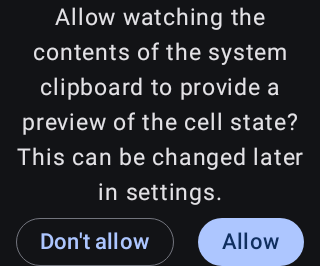 Allow watching the
contents of the system
clipboard to provide a
preview of the cell state?
This can be changed later
in settings.
Don't allow
Allow